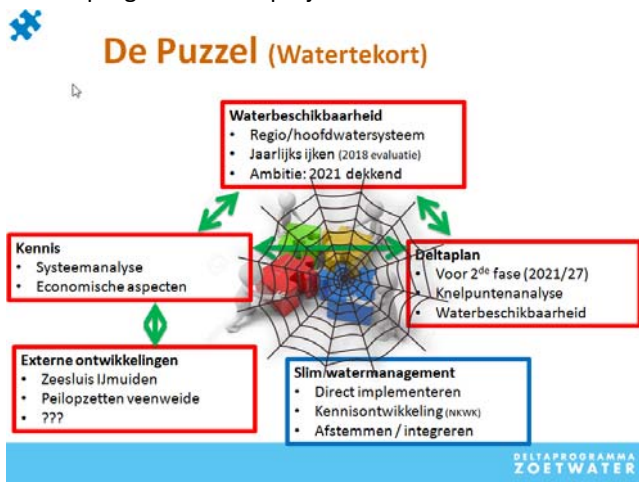 De Puzzel (Watertekort)
Waterbeschikbaarheid
• Regio/hoofdwatersysteem
• Jaarlijks ijken (2018 evaluatie)
• Ambitie: 2021 dekkend
Kennis
• Systeemanalyse
• Economische aspecten
Deltaplan
• Voor 2de fase (2021/27)
• Knelpuntenanalyse
• Waterbeschikbaarheid
Externe ontwikkelingen
• Zeesluis IJmuiden
• Peilopzetten veenweide
• ???
Slim watermanagement
• Direct implementeren
• Kennisontwikkeling (NKWK)
• Afstemmen / integreren
DELTAPROGRAMMA
ZOETWATER